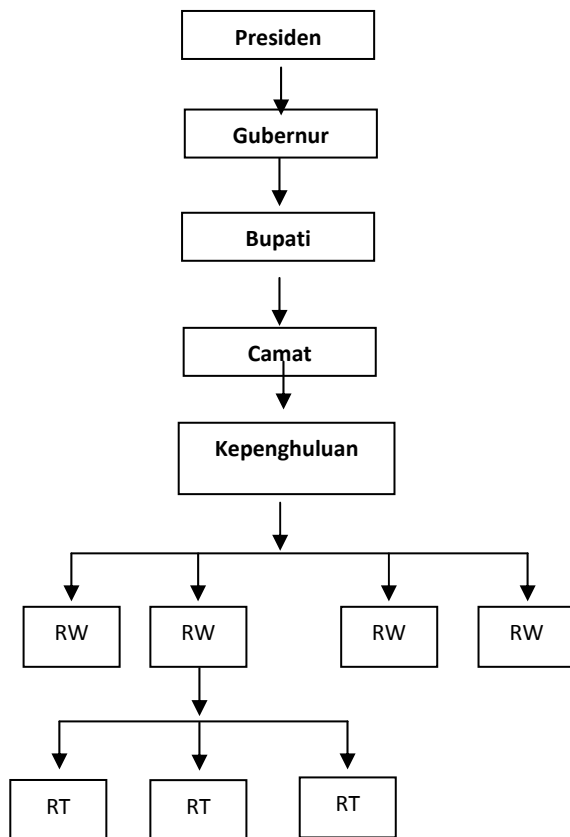 Presiden
Gubernur
Bupati
Camat
Kepenghuluan
RW
RW
RW
RW
RT
RT
RT